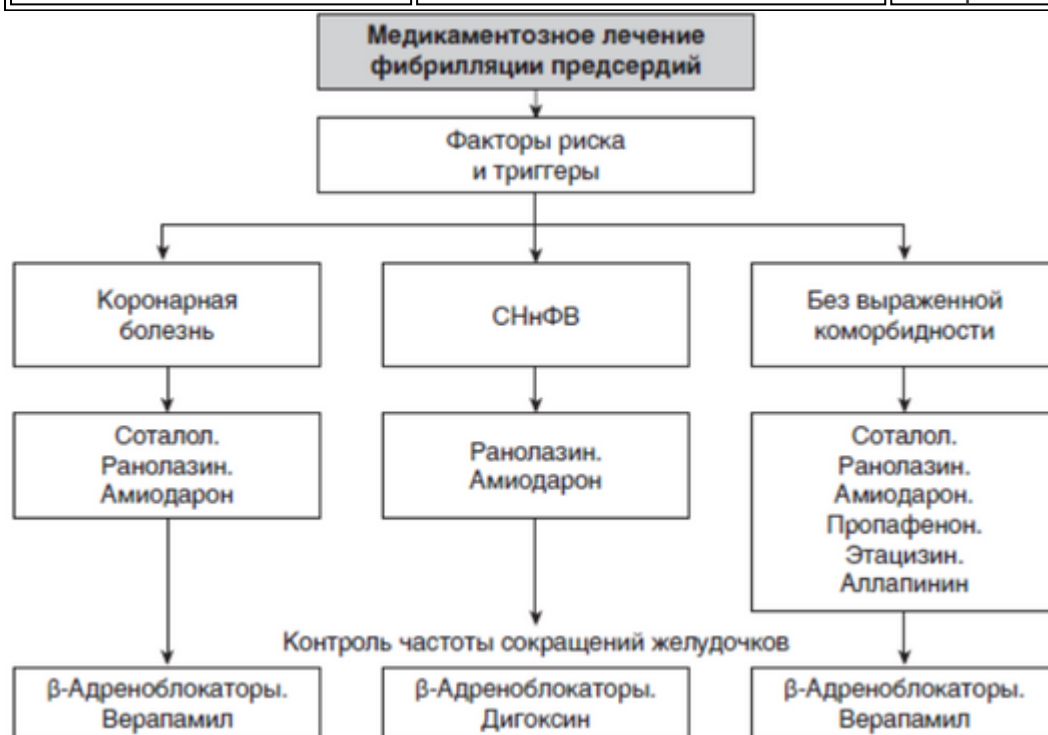 Медикаментозное лечение
фибрилляции предсердий
Факторы риска
и триггеры
Коронарная
болезнь
СНнФВ
Без выраженной
коморбидности
Соталол.
Ранолазин.
Амиодарон
Ранолазин.
Амиодарон
Соталол.
Ранолазин.
Амиодарон.
Пропафенон.
Этацизин.
Аллапинин
Контроль частоты сокращений желудочков
β-Адреноблокаторы.
Верапамил
β-Адреноблокаторы.
Дигоксин
β-Адреноблокаторы.
Верапамил